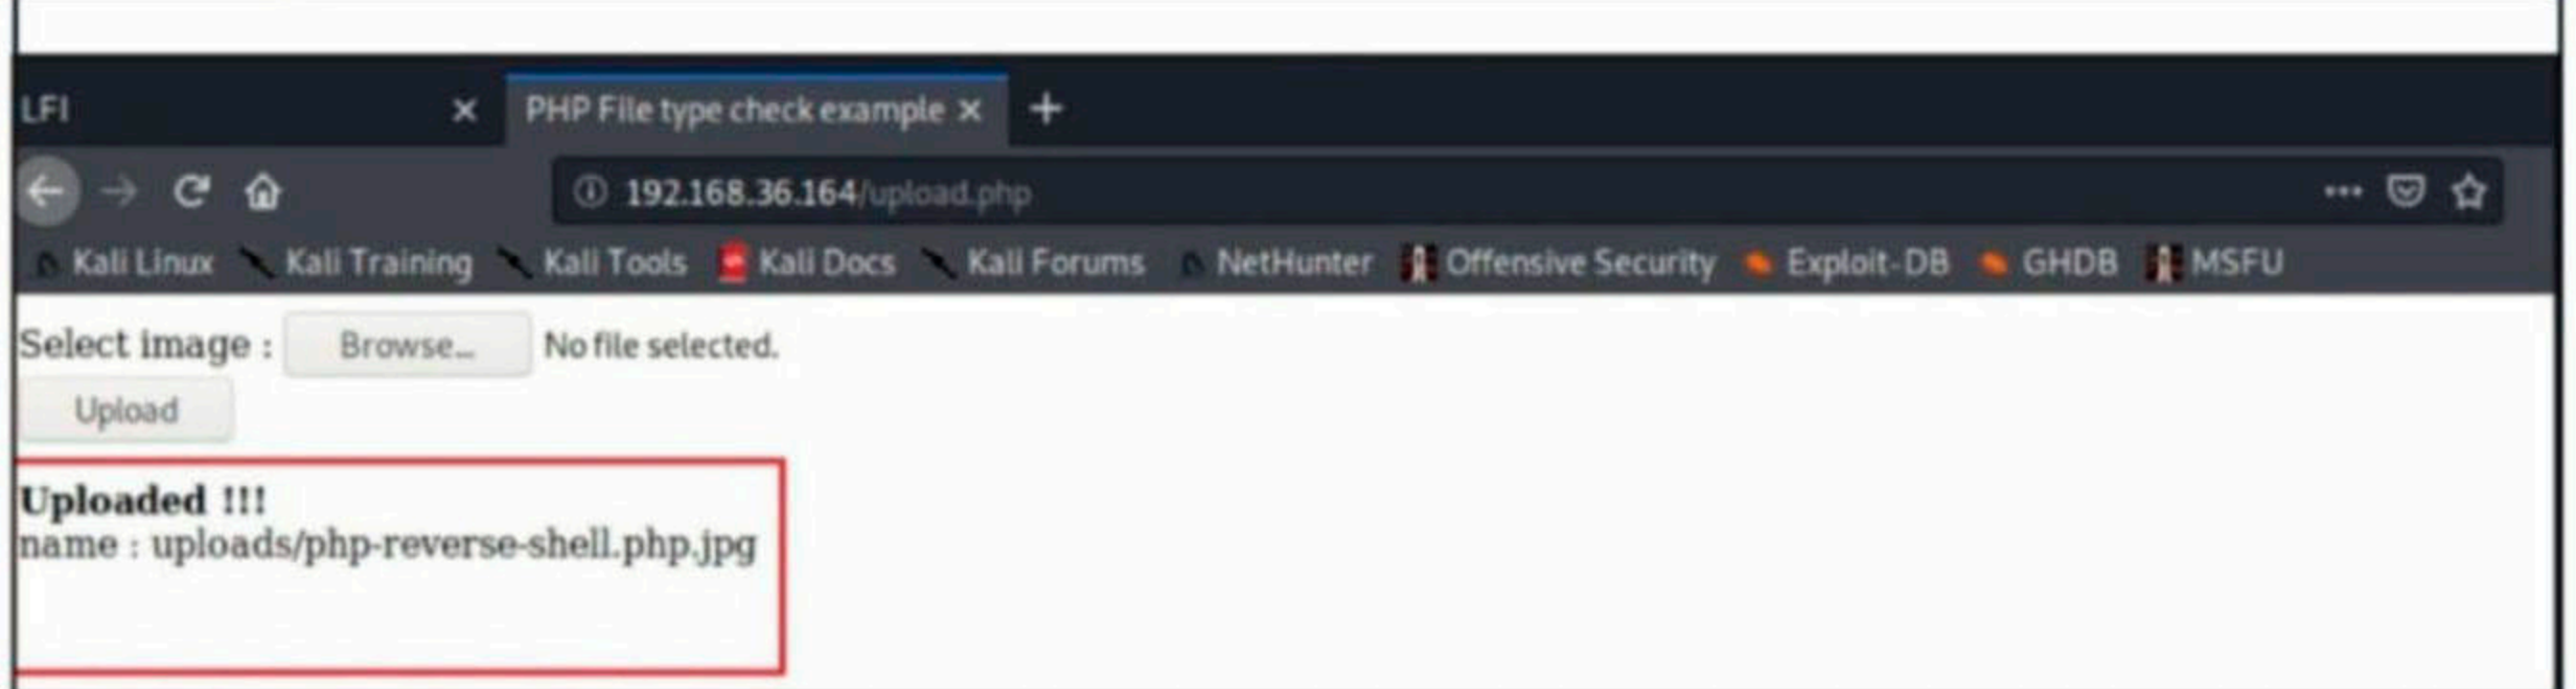 LFI
PHP File type check example
192.168.36.164/upload.php
Kali Linux Kali Training Kali Tools Kali Docs Kali Forums NetHunter Offensive Security Exploit-DB GHDB MSFU
Select image : Browse... No file selected.
Upload
Uploaded !!!
name : uploads/php-reverse-shell.php.jpg